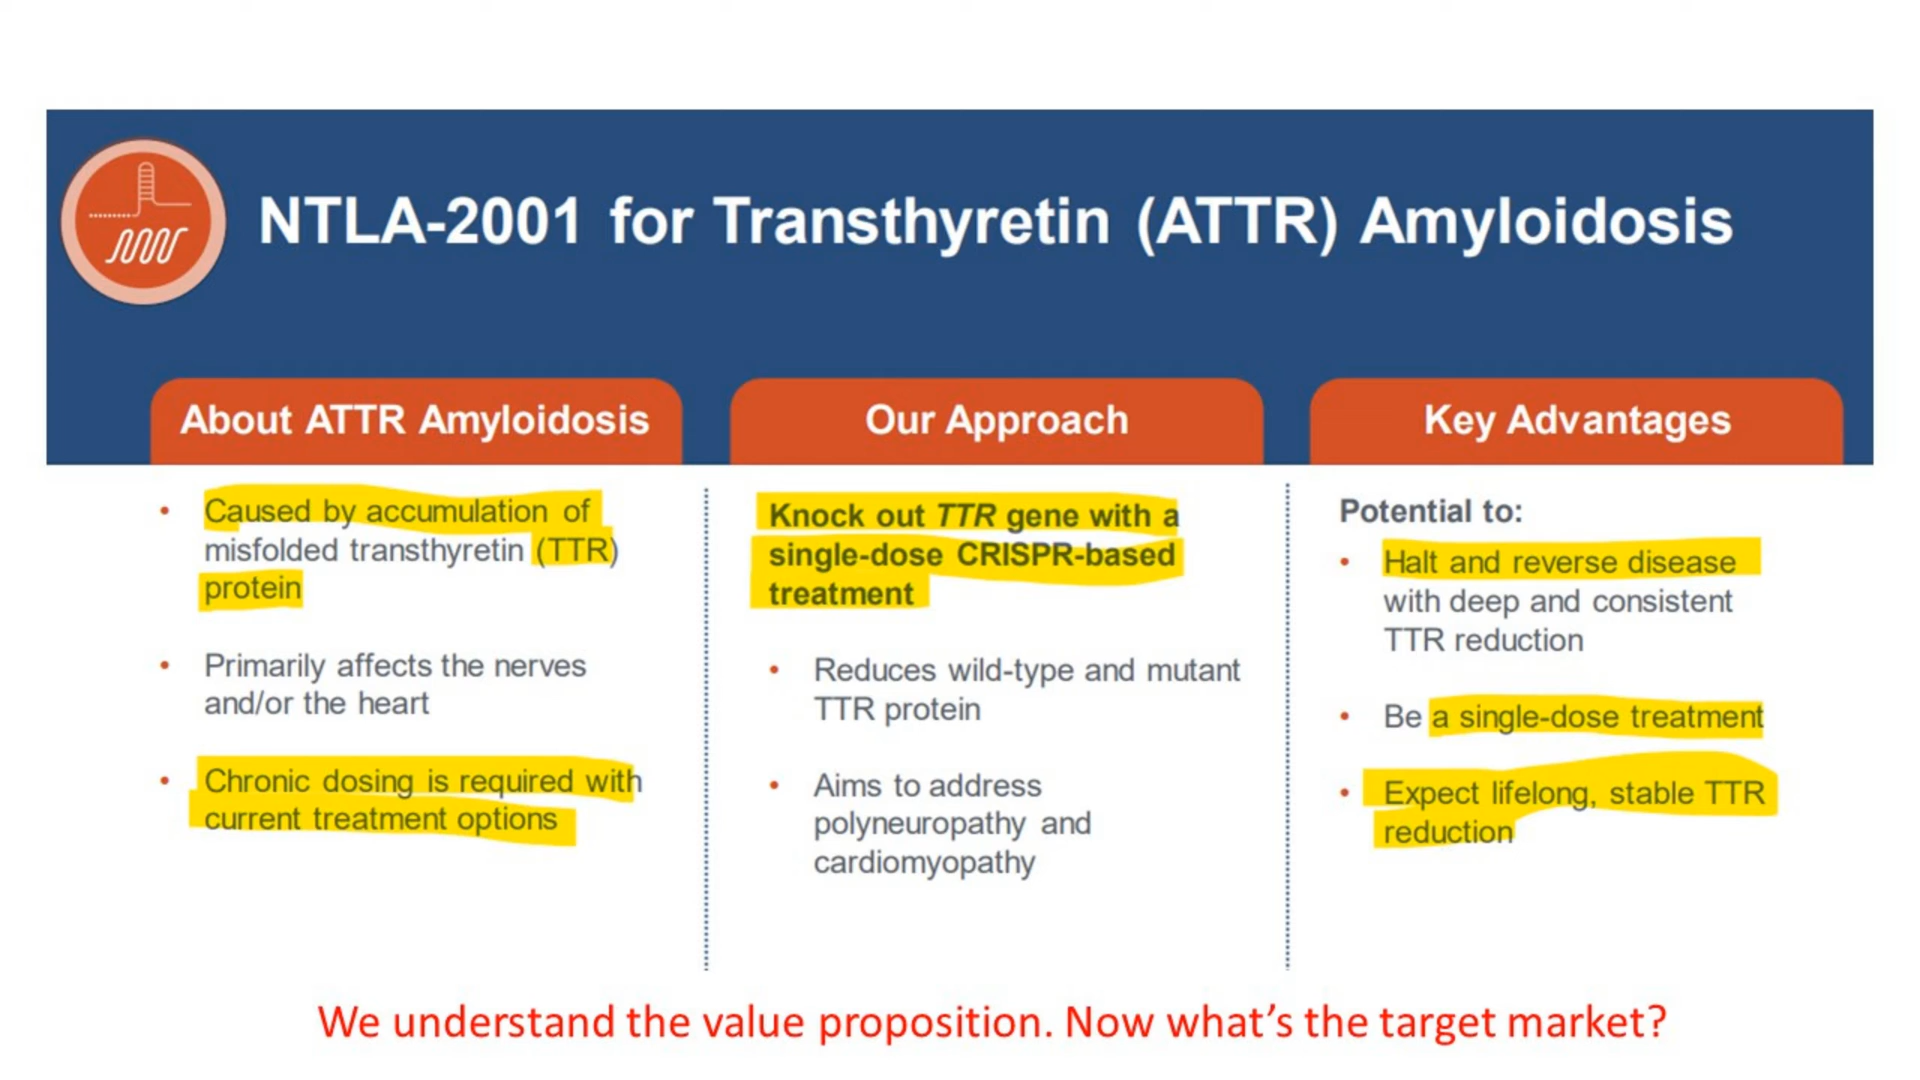 NTLA-2001 for Transthyretin (ATTR) Amyloidosis
About ATTR Amyloidosis
• Caused by accumulation of
misfolded transthyretin (TTR)
protein
• Primarily affects the nerves
and/or the heart
• Chronic dosing is required with
current treatment options
Our Approach
Knock out TTR gene with a
single-dose CRISPR-based
treatment
• Reduces wild-type and mutant
TTR protein
• Aims to address
polyneuropathy and
cardiomyopathy
Key Advantages
Potential to:
• Halt and reverse disease
with deep and consistent
TTR reduction
• Be a single-dose treatment
• Expect lifelong, stable TTR
reduction
We understand the value proposition. Now what’s the target market?